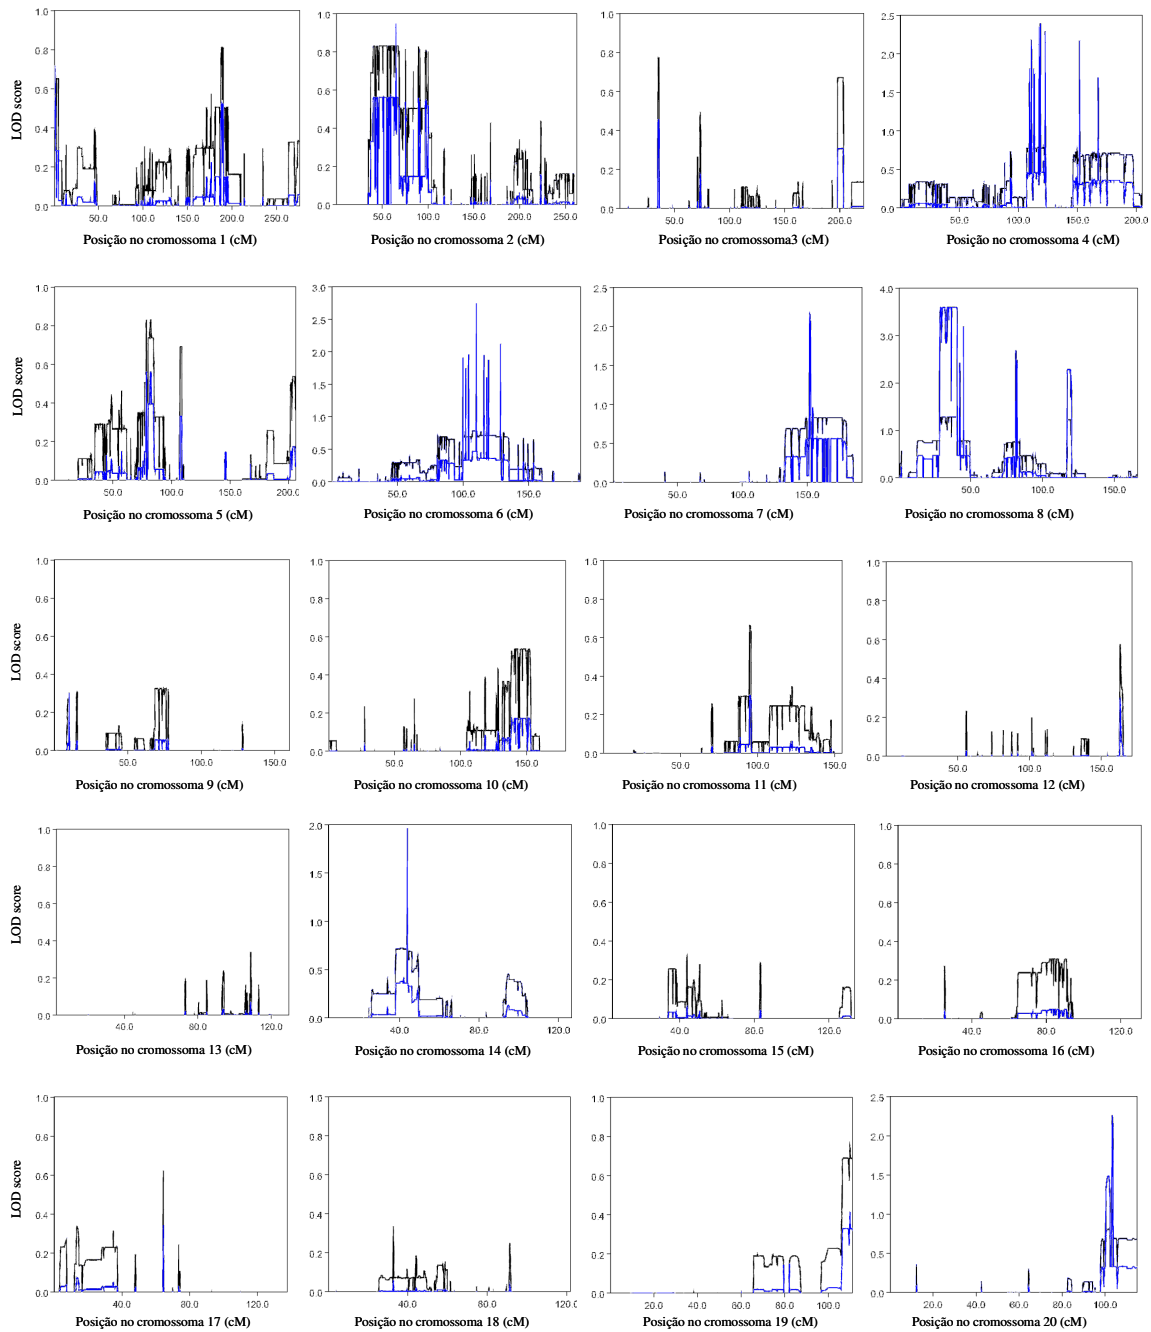 1.0 1.0 1.0 2.5
0.8 0.8 0.8 2.0
0.6 0.6 0.6 1.5
LOD score 0.4 0.4 0.4 1.0
0.2 0.2 0.2 0.5
0.0 0.0 0.0 0.0
50.0 100.0 150.0 200.0 250.0 50.0 100.0 150.0 200.0 250.0 50.0 100.0 150.0 200.0 50.0 100.0 150.0 200.0
Posição no cromossoma 1 (cM) Posição no cromossoma 2 (cM) Posição no cromossoma3 (cM) Posição no cromossoma 4 (cM)
1.0 3.0 2.5 4.0
0.8 2.5 2.0 3.0
0.6 2.0 1.5 2.0
LOD score 0.4 1.5 1.0 1.0
0.2 1.0 0.5 0.0
0.0 0.5 0.0
0.0
50.0 100.0 150.0 200.0 50.0 100.0 150.0 50.0 100.0 150.0 50.0 100.0 150.0
Posição no cromossoma 5 (cM) Posição no cromossoma 6 (cM) Posição no cromossoma 7 (cM) Posição no cromossoma 8 (cM)
1.0 1.0 1.0 1.0
0.8 0.8 0.8 0.8
0.6 0.6 0.6 0.6
LOD score 0.4 0.4 0.4 0.4
0.2 0.2 0.2 0.2
0.0 0.0 0.0 0.0
50.0 100.0 150.0 50.0 100.0 150.0 50.0 100.0 150.0 50.0 100.0 150.0
Posição no cromossoma 9 (cM) Posição no cromossoma 10 (cM) Posição no cromossoma 11 (cM) Posição no cromossoma 12 (cM)
1.0 2.0 1.0 1.0
0.8 1.5 0.8 0.8
0.6 1.0 0.6 0.6
LOD score 0.4 0.5 0.4 0.4
0.2 0.0 0.2 0.2
0.0 0.0 0.0
40.0 80.0 120.0 40.0 80.0 120.0 40.0 80.0 120.0 40.0 80.0 120.0
Posição no cromossoma 13 (cM) Posição no cromossoma 14 (cM) Posição no cromossoma 15 (cM) Posição no cromossoma 16 (cM)
1.0 1.0 1.0 2.5
0.8 0.8 0.8 2.0
0.6 0.6 0.6 1.5
LOD score 0.4 0.4 0.4 1.0
0.2 0.2 0.2 0.5
0.0 0.0 0.0 0.0
40.0 80.0 120.0 40.0 80.0 120.0 20.0 40.0 60.0 80.0 100.0 20.0 40.0 60.0 80.0 100.0
Posição no cromossoma 17 (cM) Posição no cromossoma 18 (cM) Posição no cromossoma 19 (cM) Posição no cromossoma 20 (cM)